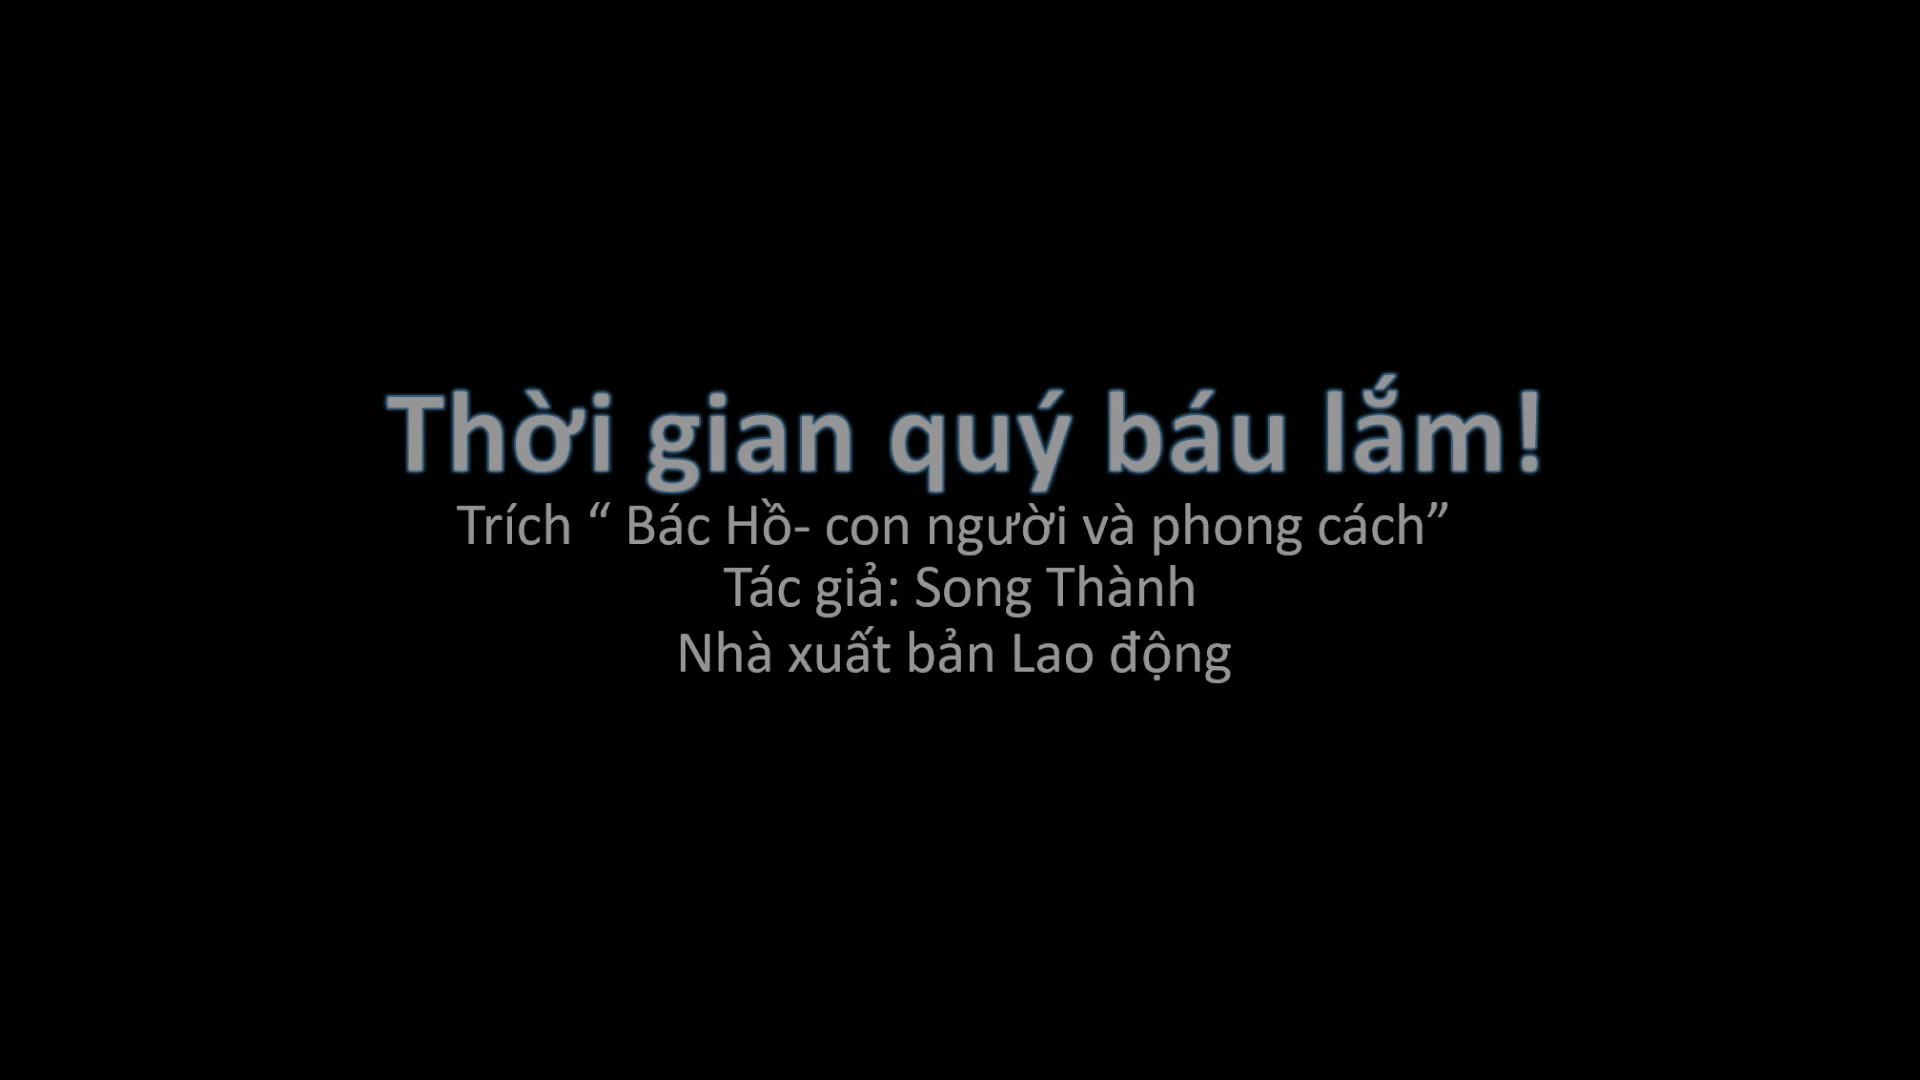 Thời gian quý báu lắm!
Trích “ Bác Hồ- con người và phong cách”
Tác giả: Song Thành
Nhà xuất bản Lao động